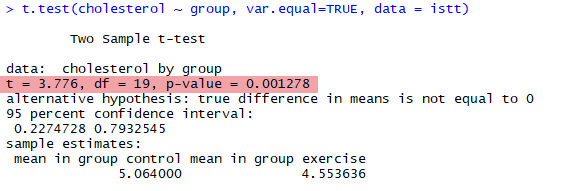 > t.test(cholesterol ~ group, var.equal=TRUE, data = istt)
Two Sample t-test
data:  cholesterol by group
t = 3.776, df = 19, p-value = 0.001278
alternative hypothesis: true difference in means is not equal to 0
95 percent confidence interval:
 0.2274728 0.7932545
sample estimates:
 mean in group control mean in group exercise
              5.064000               4.553636